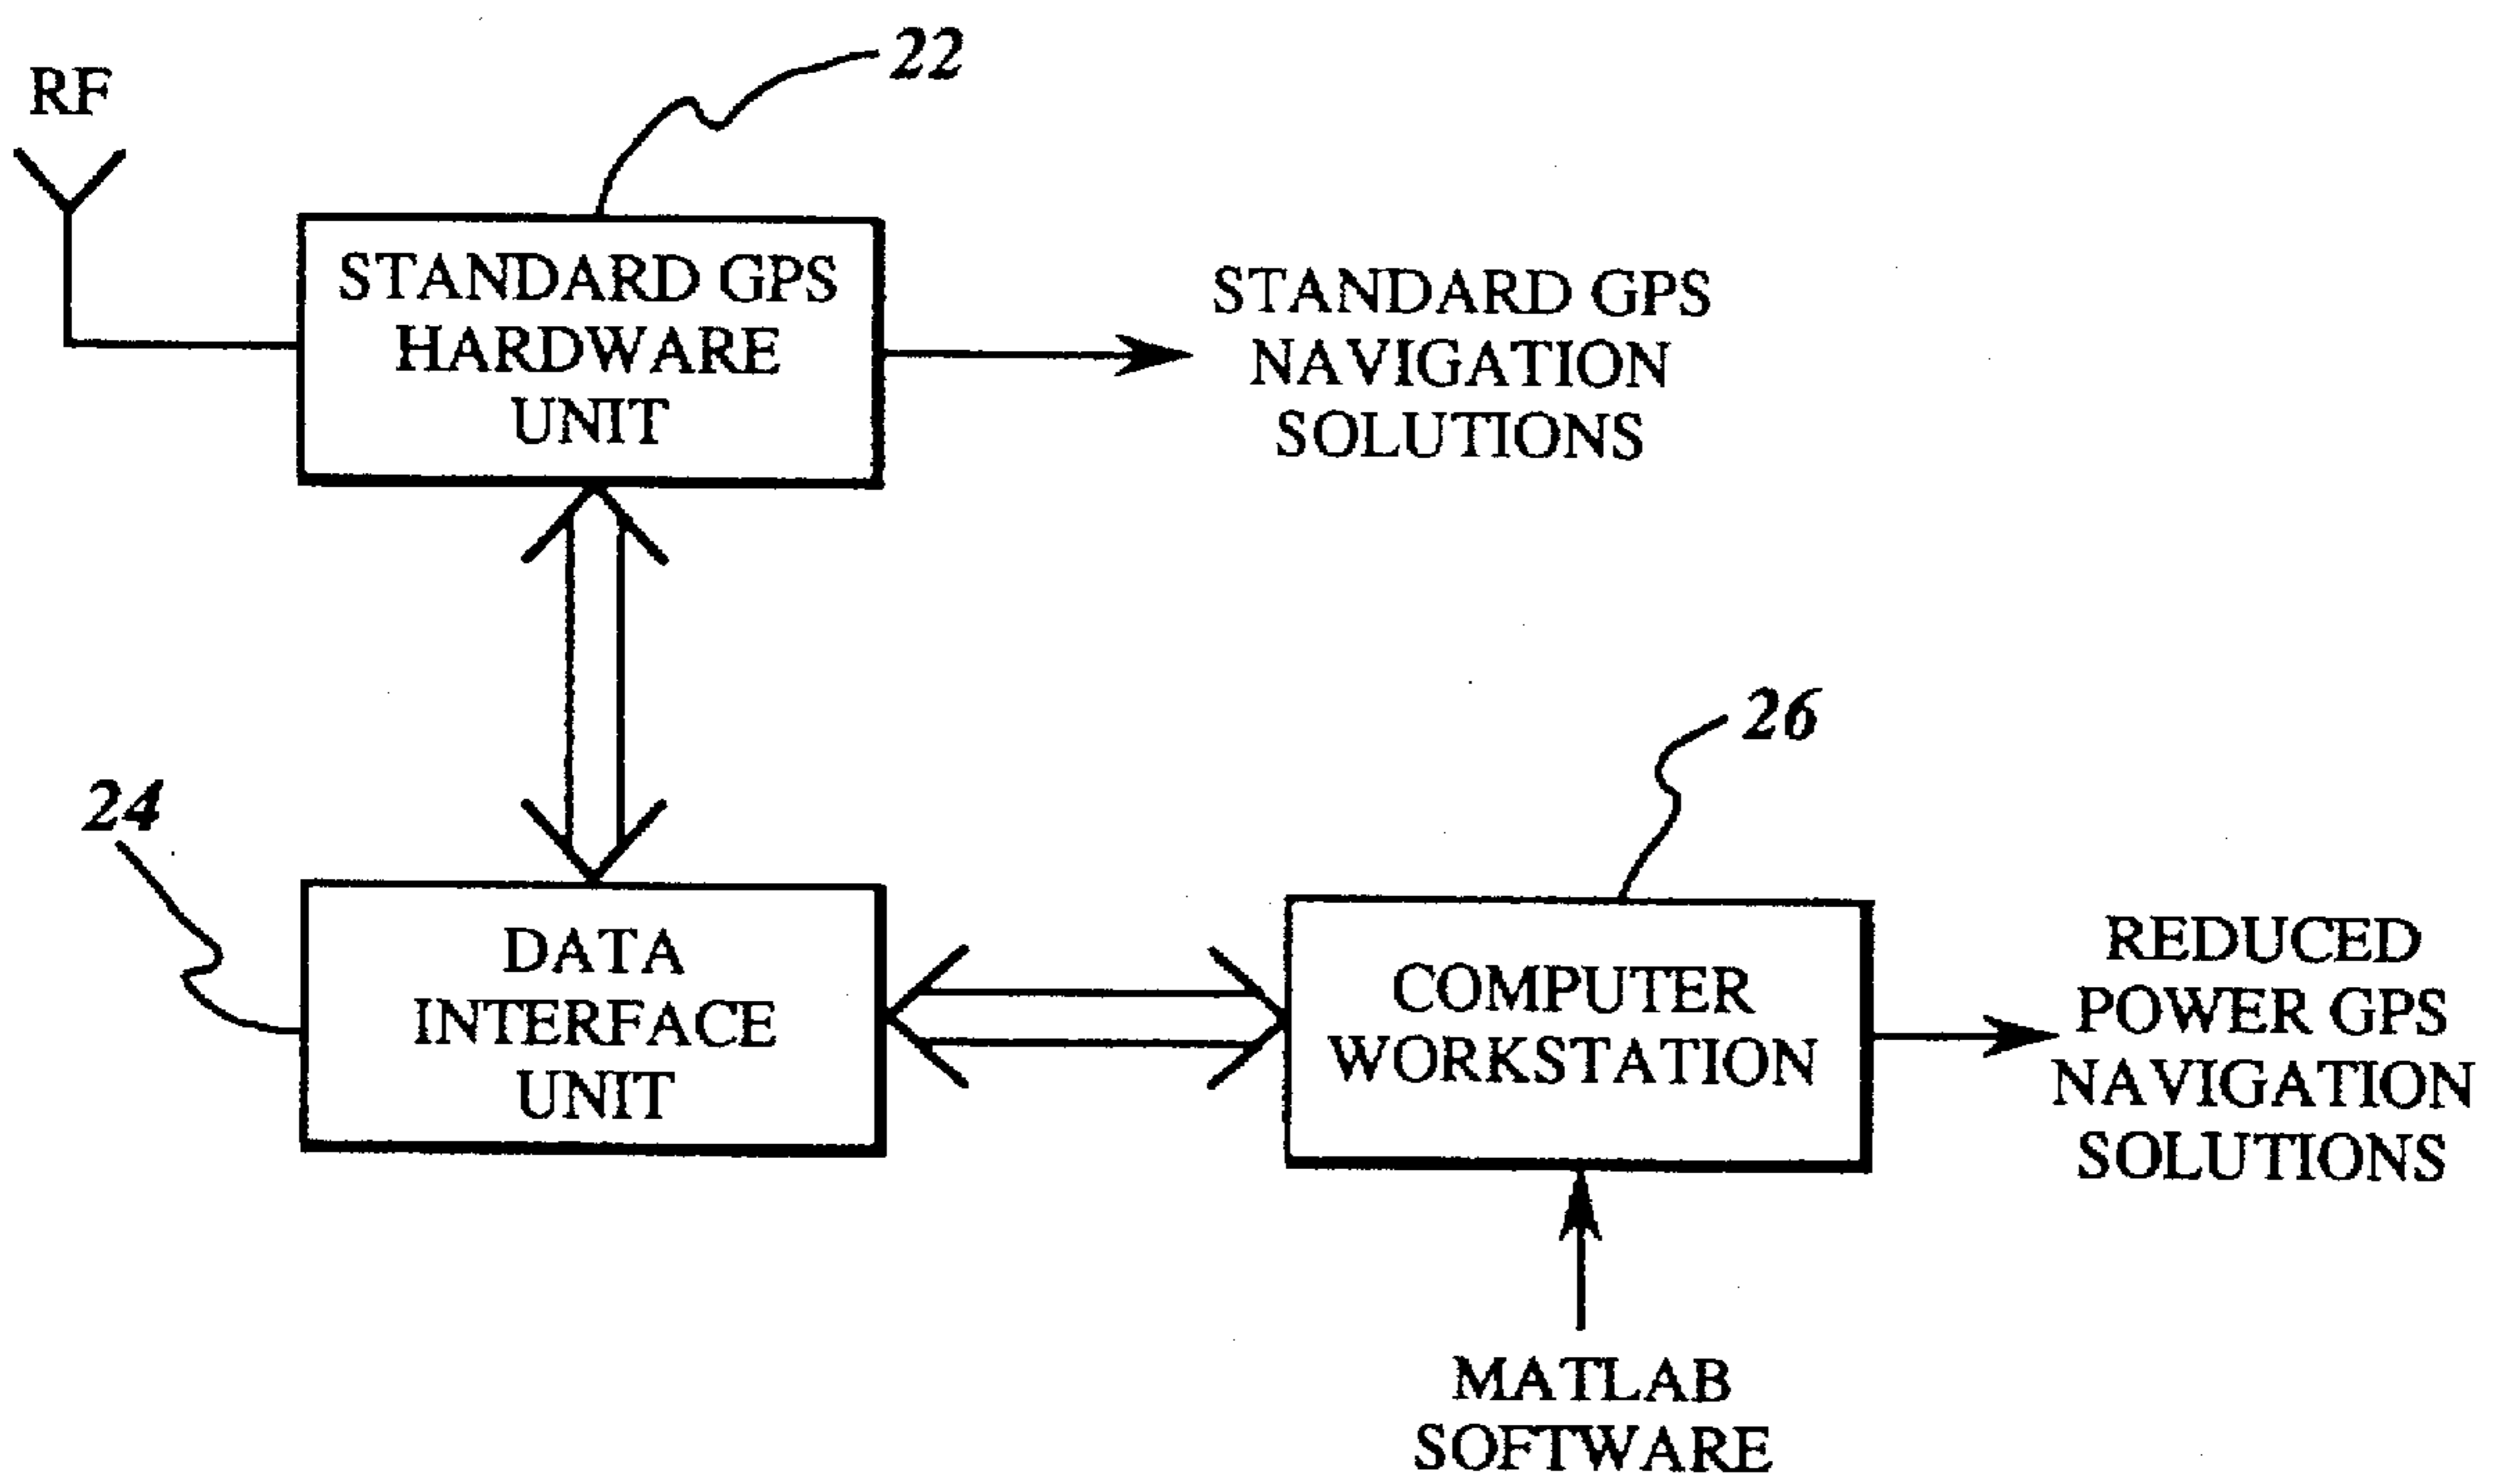 22
RF
STANDARD GPS
HARDWARE
UNIT
STANDARD GPS
NAVIGATION
SOLUTIONS
26
24
DATA
INTERFACE
UNIT
COMPUTER
WORKSTATION
REDUCED
POWER GPS
NAVIGATION
SOLUTIONS
MATLAB
SOFTWARE